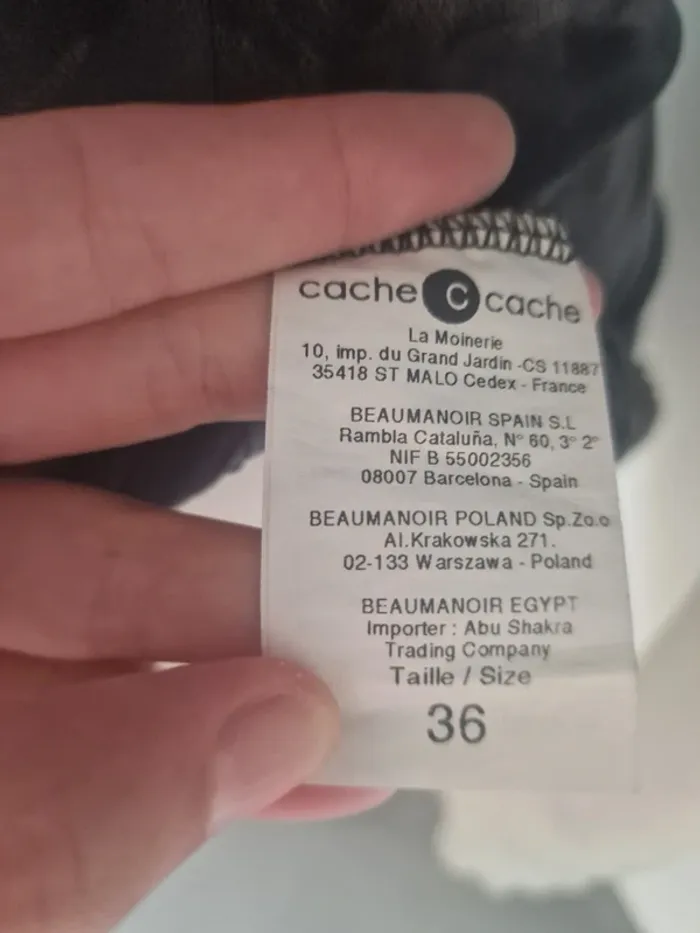 cache c cache
La Moinerie
10, imp. du Grand Jardin -CS 11887
35418 ST MALO Cedex - France
BEAUMANOIR SPAIN S.L
Rambla Cataluña, N° 60, 3° 2°
NIF B 55002356
08007 Barcelona - Spain
BEAUMANOIR POLAND Sp.Zo.o
Al.Krakowska 271.
02-133 Warszawa - Poland
BEAUMANOIR EGYPT
Importer : Abu Shakra
Trading Company
Taille / Size
36